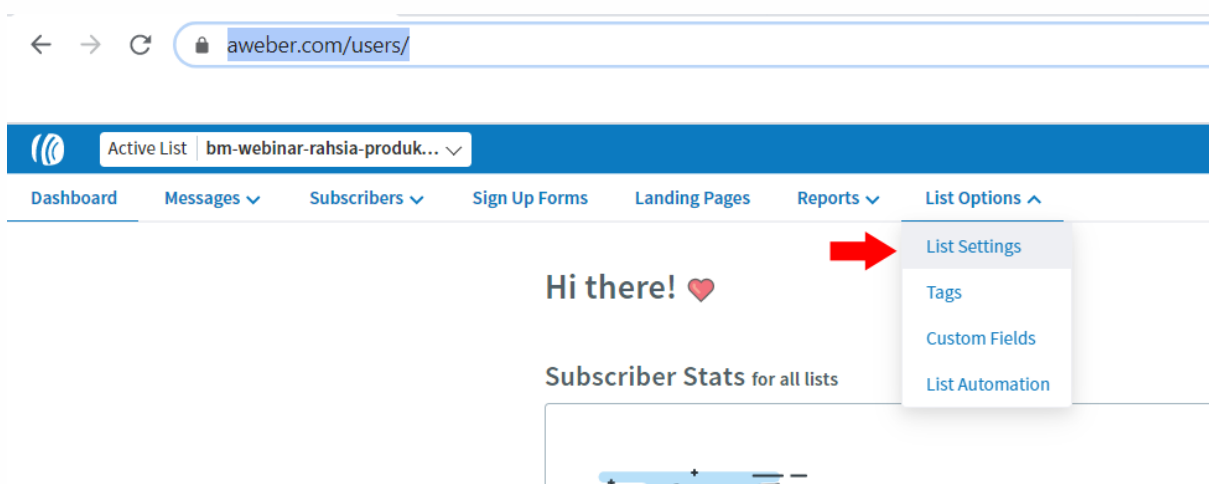 aweber.com/users/
Active List bm-webinar-rahsia-produk...
Dashboard Messages Subscribers Sign Up Forms Landing Pages Reports List Options
List Settings
Tags
Custom Fields
List Automation
Hi there!
Subscriber Stats for all lists